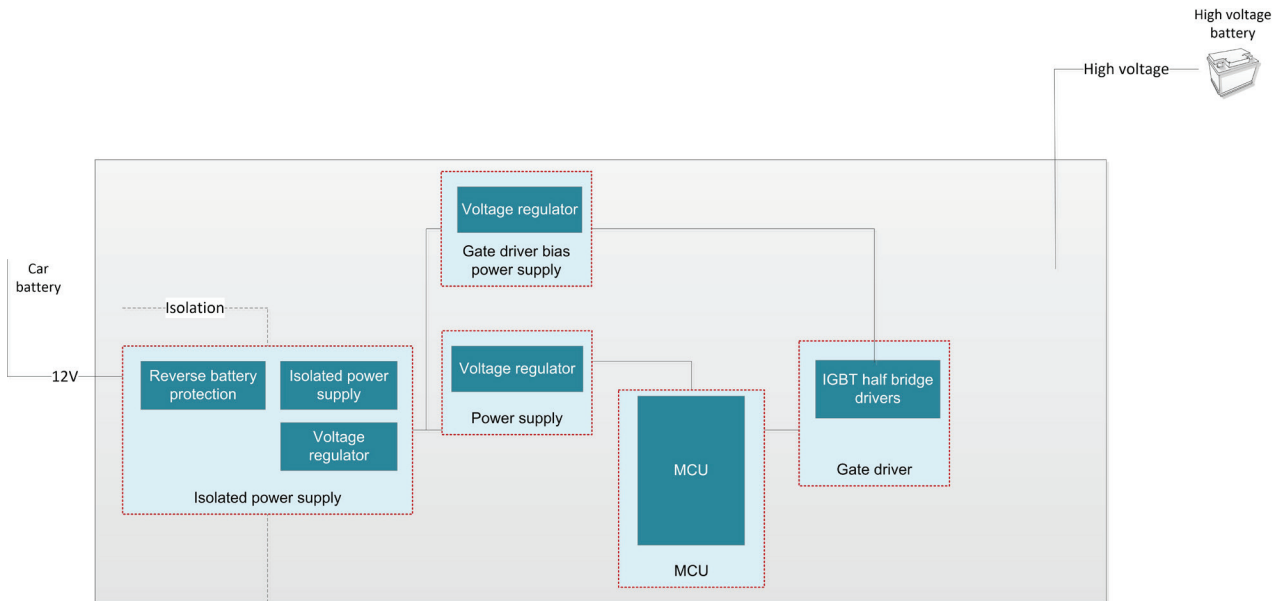 High voltage
battery
High voltage
Voltage regulator
Gate driver bias
power supply
Car
battery
Isolation
12V
Reverse battery
protection
Isolated power
supply
Voltage
regulator
Isolated power supply
Voltage regulator
Power supply
MCU
MCU
IGBT half bridge
drivers
Gate driver